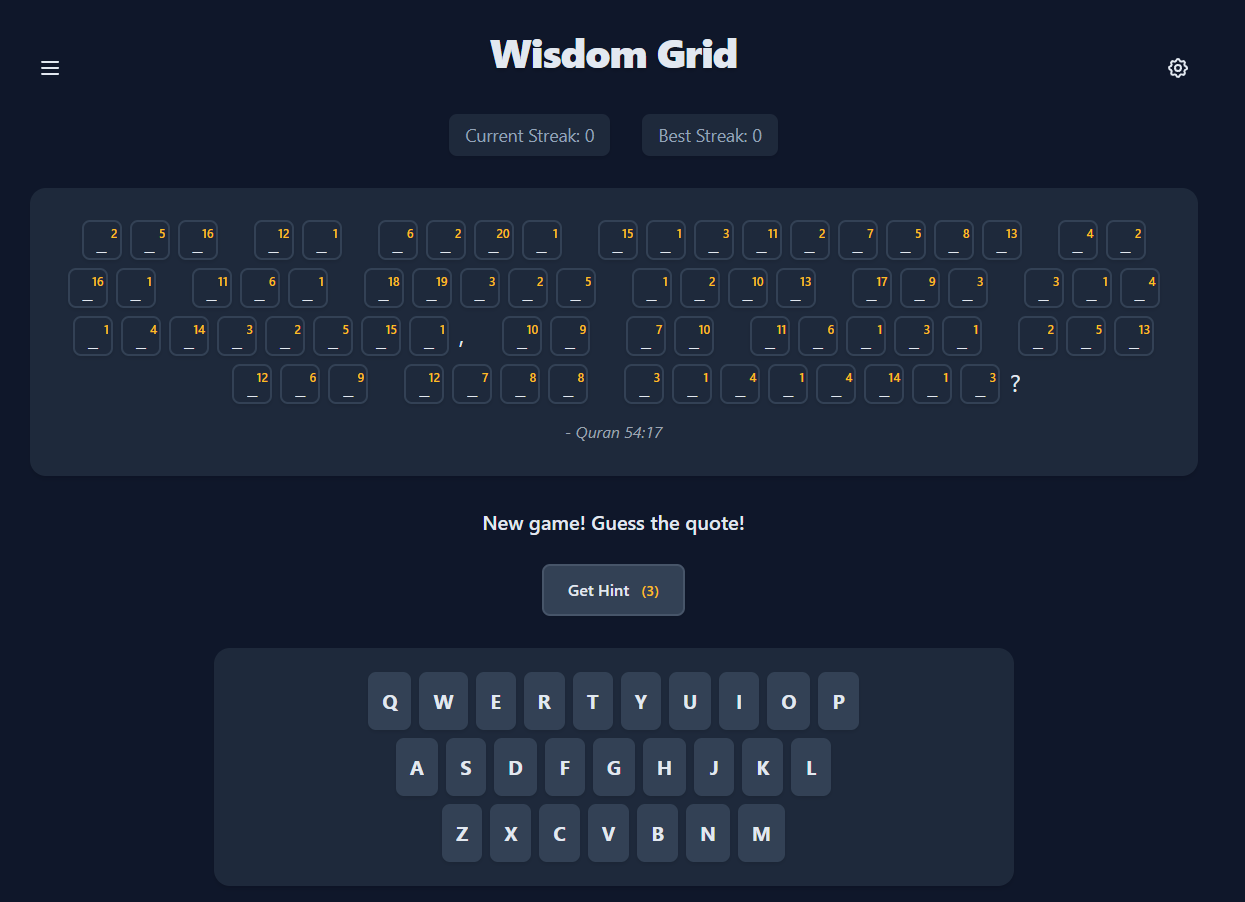 Wisdom Grid
Current Streak: 0 Best Streak: 0
2 5 16 12 1 6 2 20 1 15 1 3 11 2 7 5 8 13 4 2
_ _ _ _ _ _ _ _ _ _ _ _ _ _ _ _ _ _ _ _
16 1 11 6 1 18 19 3 2 5 1 2 10 13 17 9 3 3 1 4
_ _ _ _ _ _ _ _ _ _ _ _ _ _ _ _ _ _ _ _
1 4 14 3 2 5 15 1 10 9 7 10 11 6 1 3 1 2 5 13
_ _ _ _ _ _ _ _ , _ _ _ _ _ _ _ _ _ _ _ _
12 6 9 12 7 8 8 3 1 4 1 4 14 1 3
_ _ _ _ _ _ _ _ _ _ _ _ _ _ _ ?
- Quran 54:17
New game! Guess the quote!
Get Hint (3)
Q W E R T Y U I O P
A S D F G H J K L
Z X C V B N M